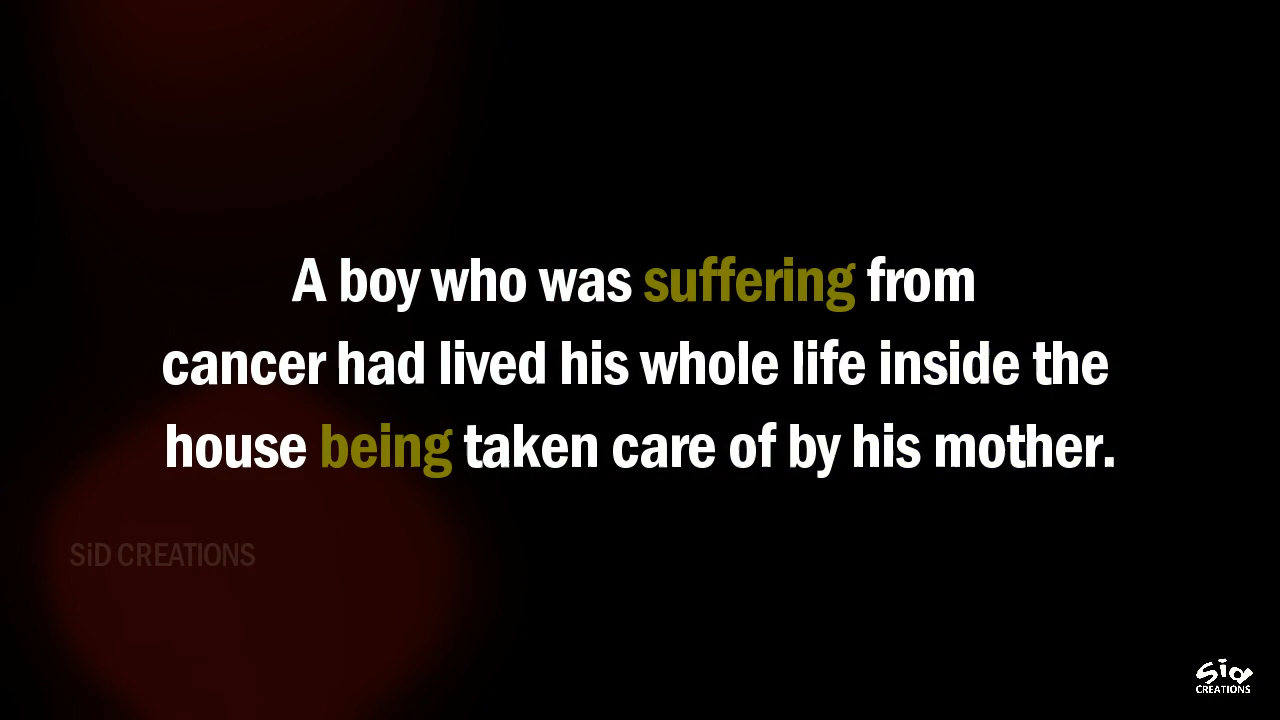 A boy who was suffering from
cancer had lived his whole life inside the
house being taken care of by his mother.
SiD CREATIONS
Sid
CREATIONS